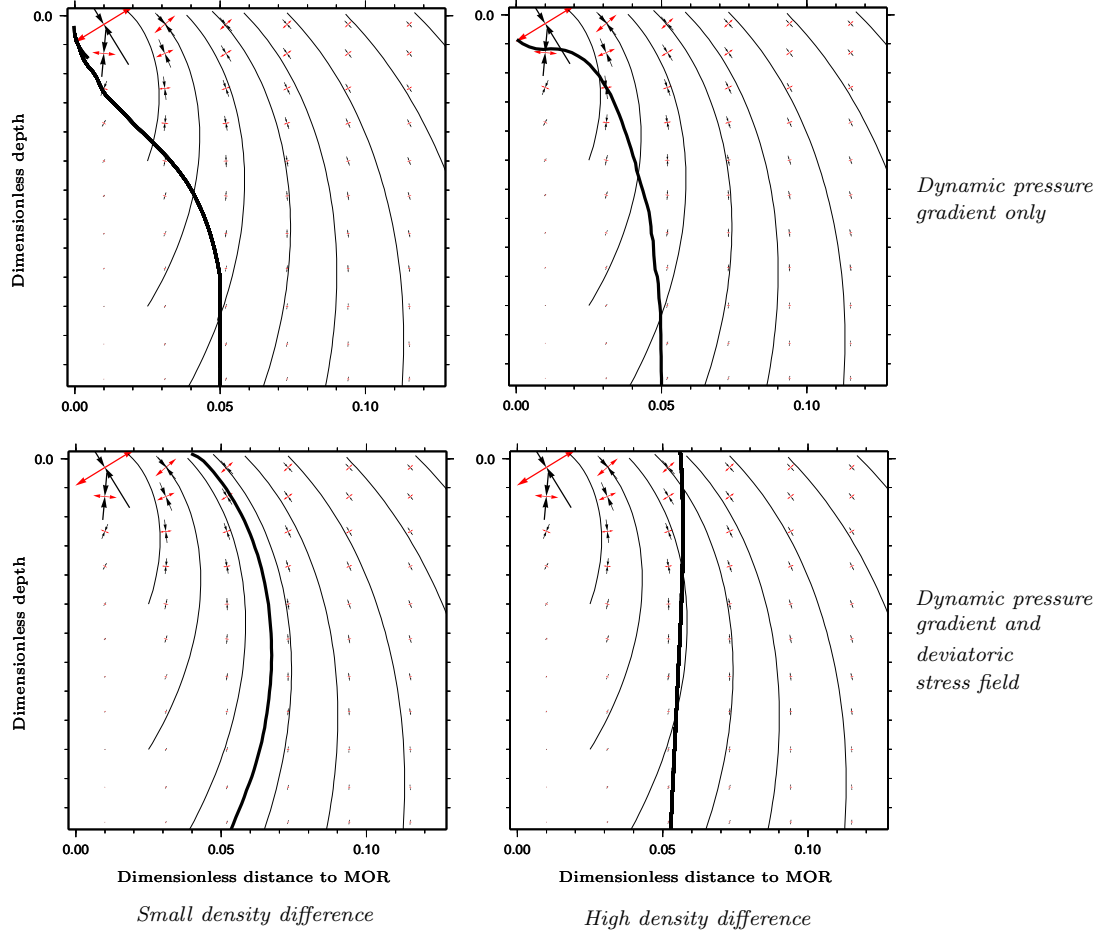 0.0
0.0
Dimensionless depth
Dynamic pressure
gradient only
0.00 0.05 0.10
0.00 0.05 0.10
0.0
0.0
Dimensionless depth
Dynamic pressure
gradient and
deviatoric
stress field
0.00 0.05 0.10
0.00 0.05 0.10
Dimensionless distance to MOR
Dimensionless distance to MOR
Small density difference
High density difference